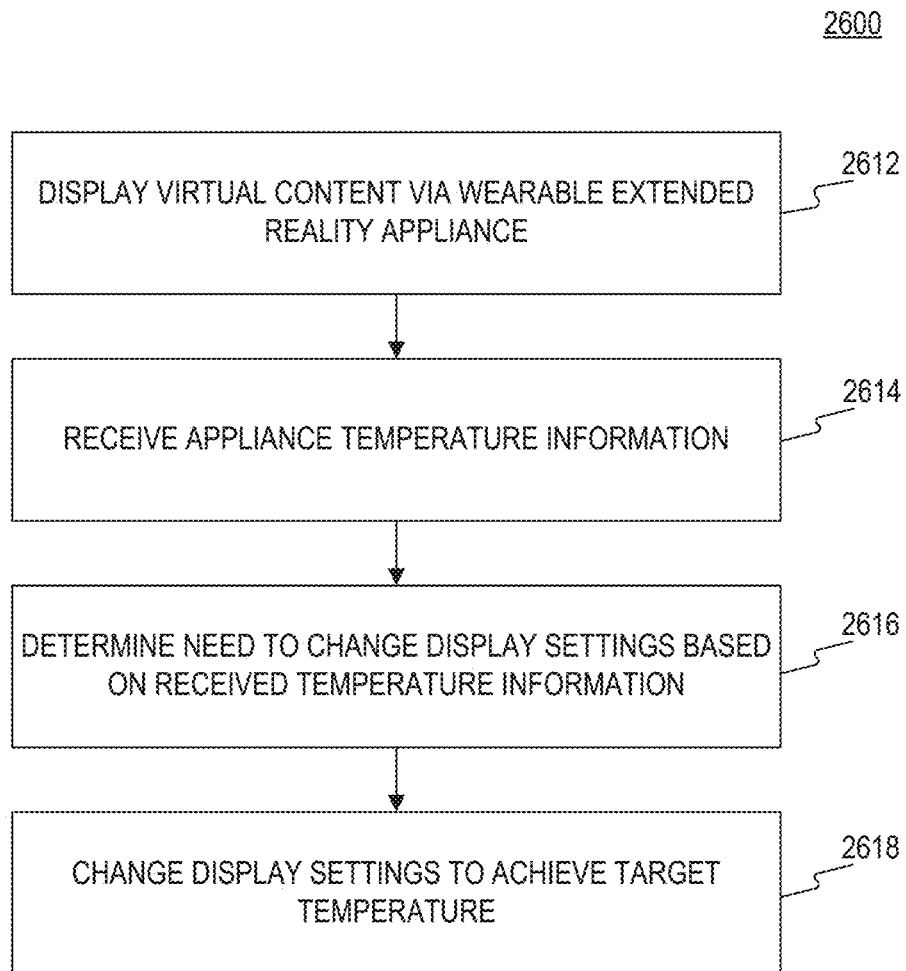 2600
DISPLAY VIRTUAL CONTENT VIA WEARABLE EXTENDED
REALITY APPLIANCE
2612
RECEIVE APPLIANCE TEMPERATURE INFORMATION
2614
DETERMINE NEED TO CHANGE DISPLAY SETTINGS BASED
ON RECEIVED TEMPERATURE INFORMATION
2616
CHANGE DISPLAY SETTINGS TO ACHIEVE TARGET
TEMPERATURE
2618